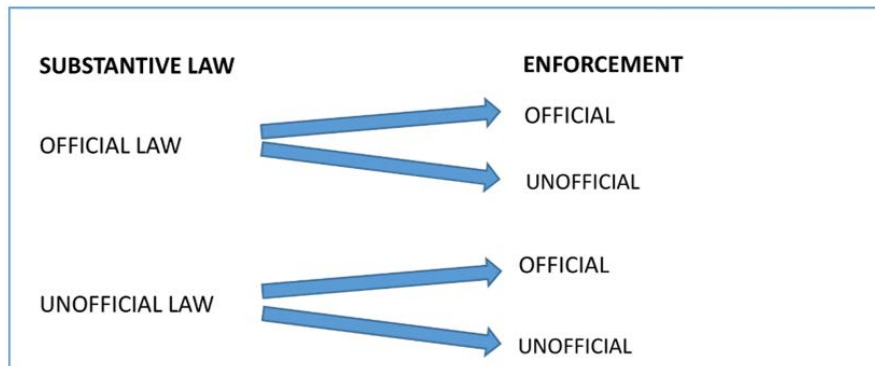 SUBSTANTIVE LAW
ENFORCEMENT
OFFICIAL LAW
OFFICIAL
UNOFFICIAL
UNOFFICIAL LAW
OFFICIAL
UNOFFICIAL